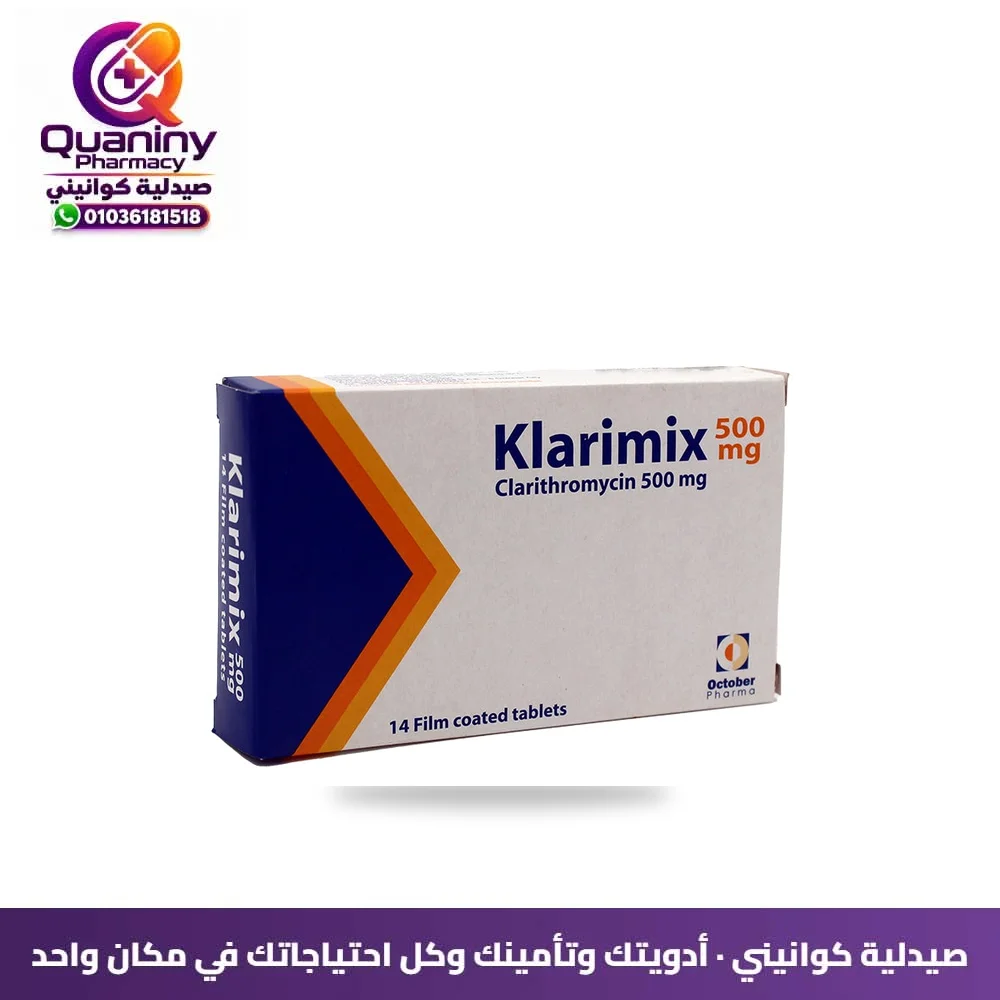 Quaniny
Pharmacy
صيدلية كوانيني
01036181518
Klarimix 500 mg
Clarithromycin 500 mg
October
Pharma
14 Film coated tablets
Klarimix 500 mg
14 Film coated tablets
صيدلية كوانيني · أدويتك وتأمينك وكل احتياجاتك في مكان واحد